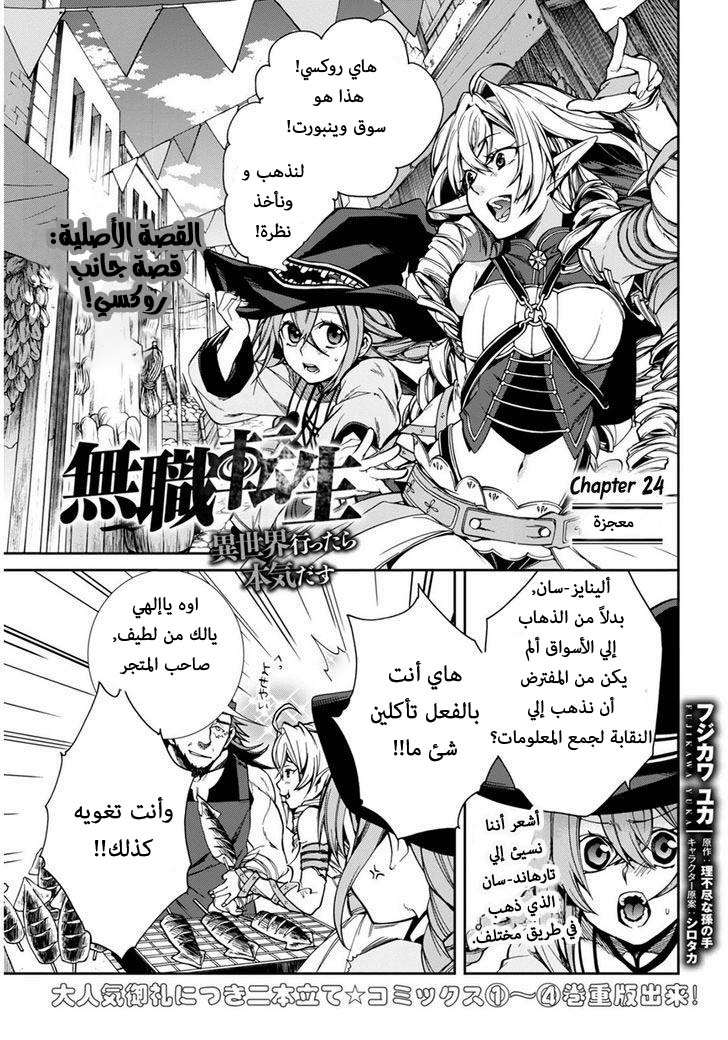 هاي روكسي!
هذا هو
سوق وينبورت!
لنذهب و
ونأخذ
نظرة!
القصة الأصلية:
قصة جانب
روكسي!
無職転生
異世界行ったら
本気だす
Chapter 24
معجزة
ألينايز-سان,
بدلاً من الذهاب
إلي الأسواق ألم
يكن من المفترض
أن نذهب إلي
النقابة لجمع المعلومات؟
هاي أنت
بالفعل تأكلين
شئ ما!!
اوه ياإلهي
يالك من لطيف,
صاحب المتجر
وأنت تغويه
كذلك!!
أشعر أننا
نسيئ إلي
تارهاند-سان
الذي ذهب
في طريق مختلف.
フジカワ ユカ
FUJIKAWA YUKA
原作:理不尽な孫の手
キャラクター原案:シロタカ
大人気御礼につき二本立て☆コミックス①〜④巻重版出来!